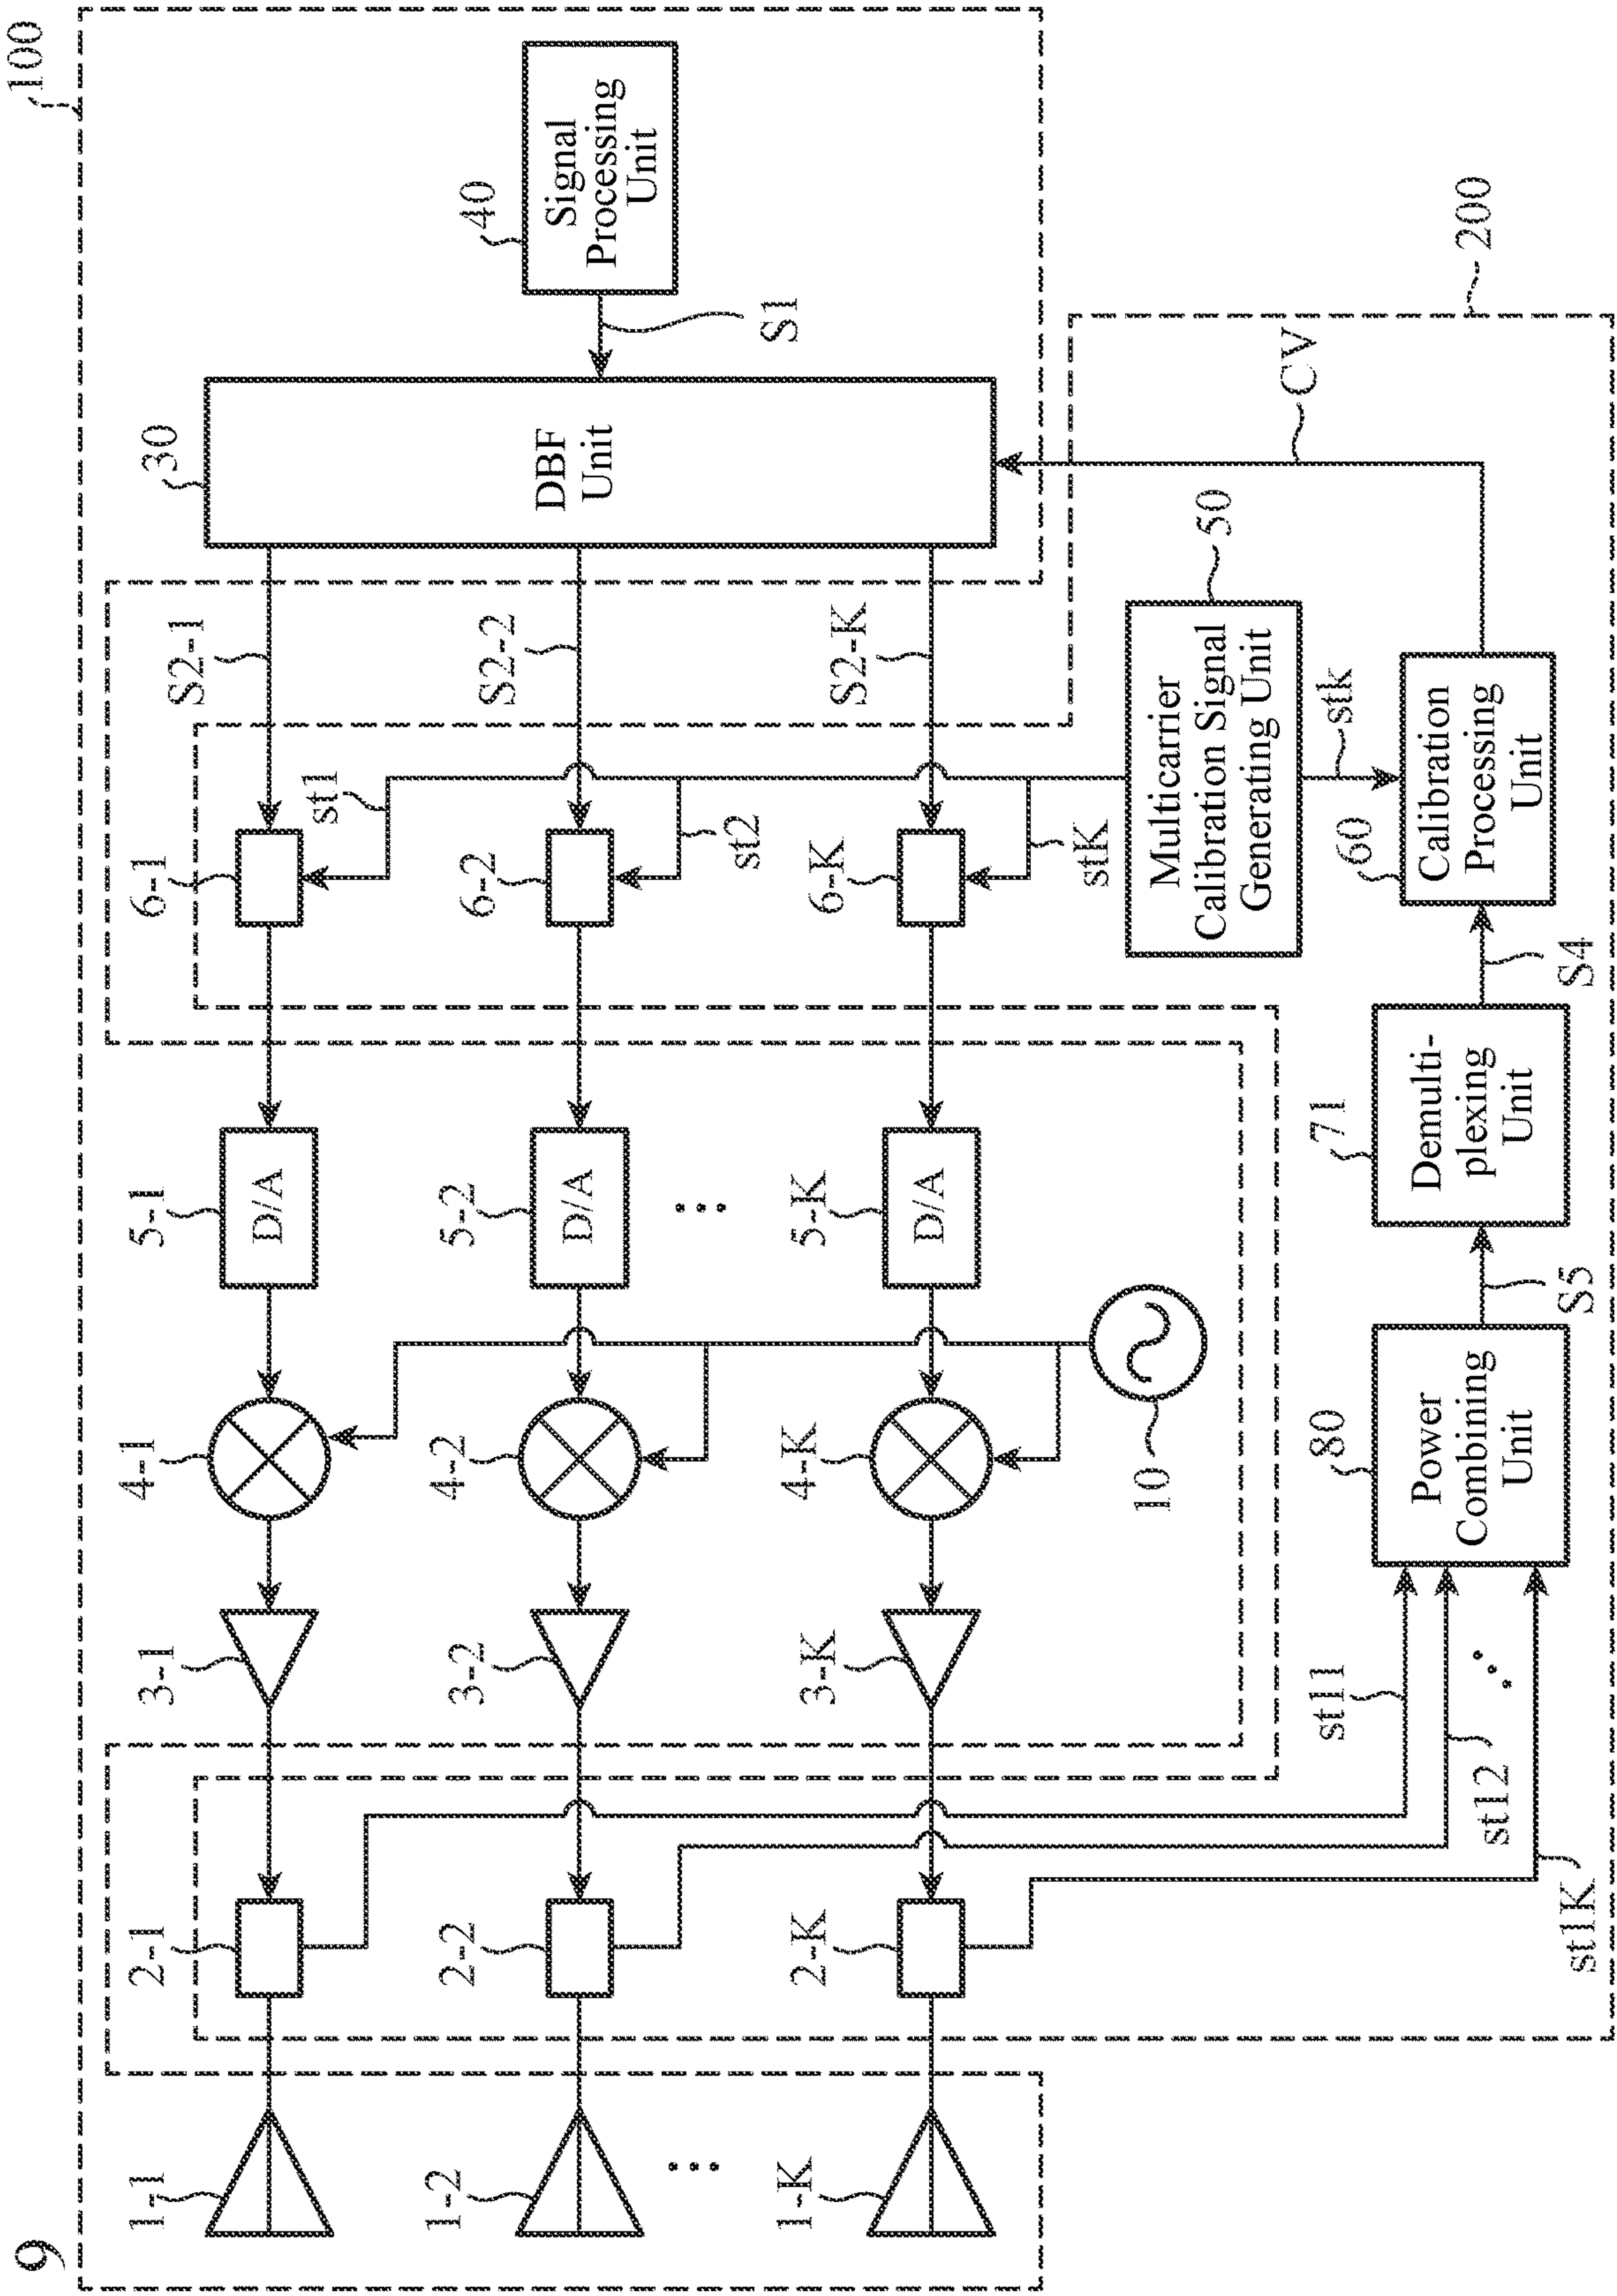 9
100
1-1
2-1
3-1
4-1
5-1
D/A
6-1
st1
S2-1
30
DBF
Unit
S1
40
Signal
Processing
Unit
1-2
2-2
3-2
4-2
5-2
D/A
6-2
st2
S2-2
1-K
2-K
3-K
4-K
5-K
D/A
6-K
stK
S2-K
10
50
Multicarrier
Calibration Signal
Generating Unit
stk
CV
200
st11
st12
st1K
80
Power
Combining
Unit
S5
71
Demulti-
plexing
Unit
S4
60
Calibration
Processing
Unit